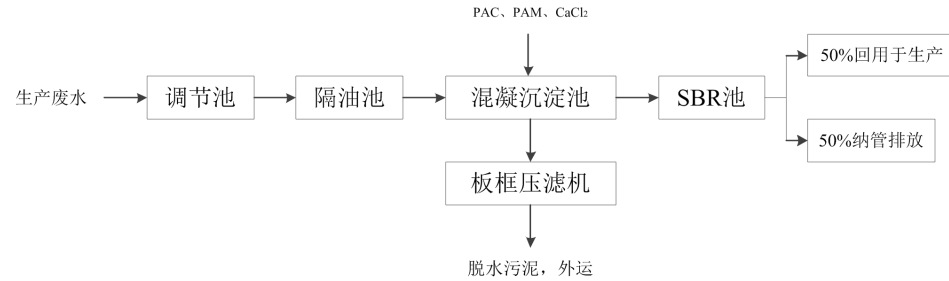 PAC、PAM、CaCl₂
50%回用于生产
生产废水
调节池
隔油池
混凝沉淀池
SBR池
50%纳管排放
板框压滤机
脱水污泥，外运